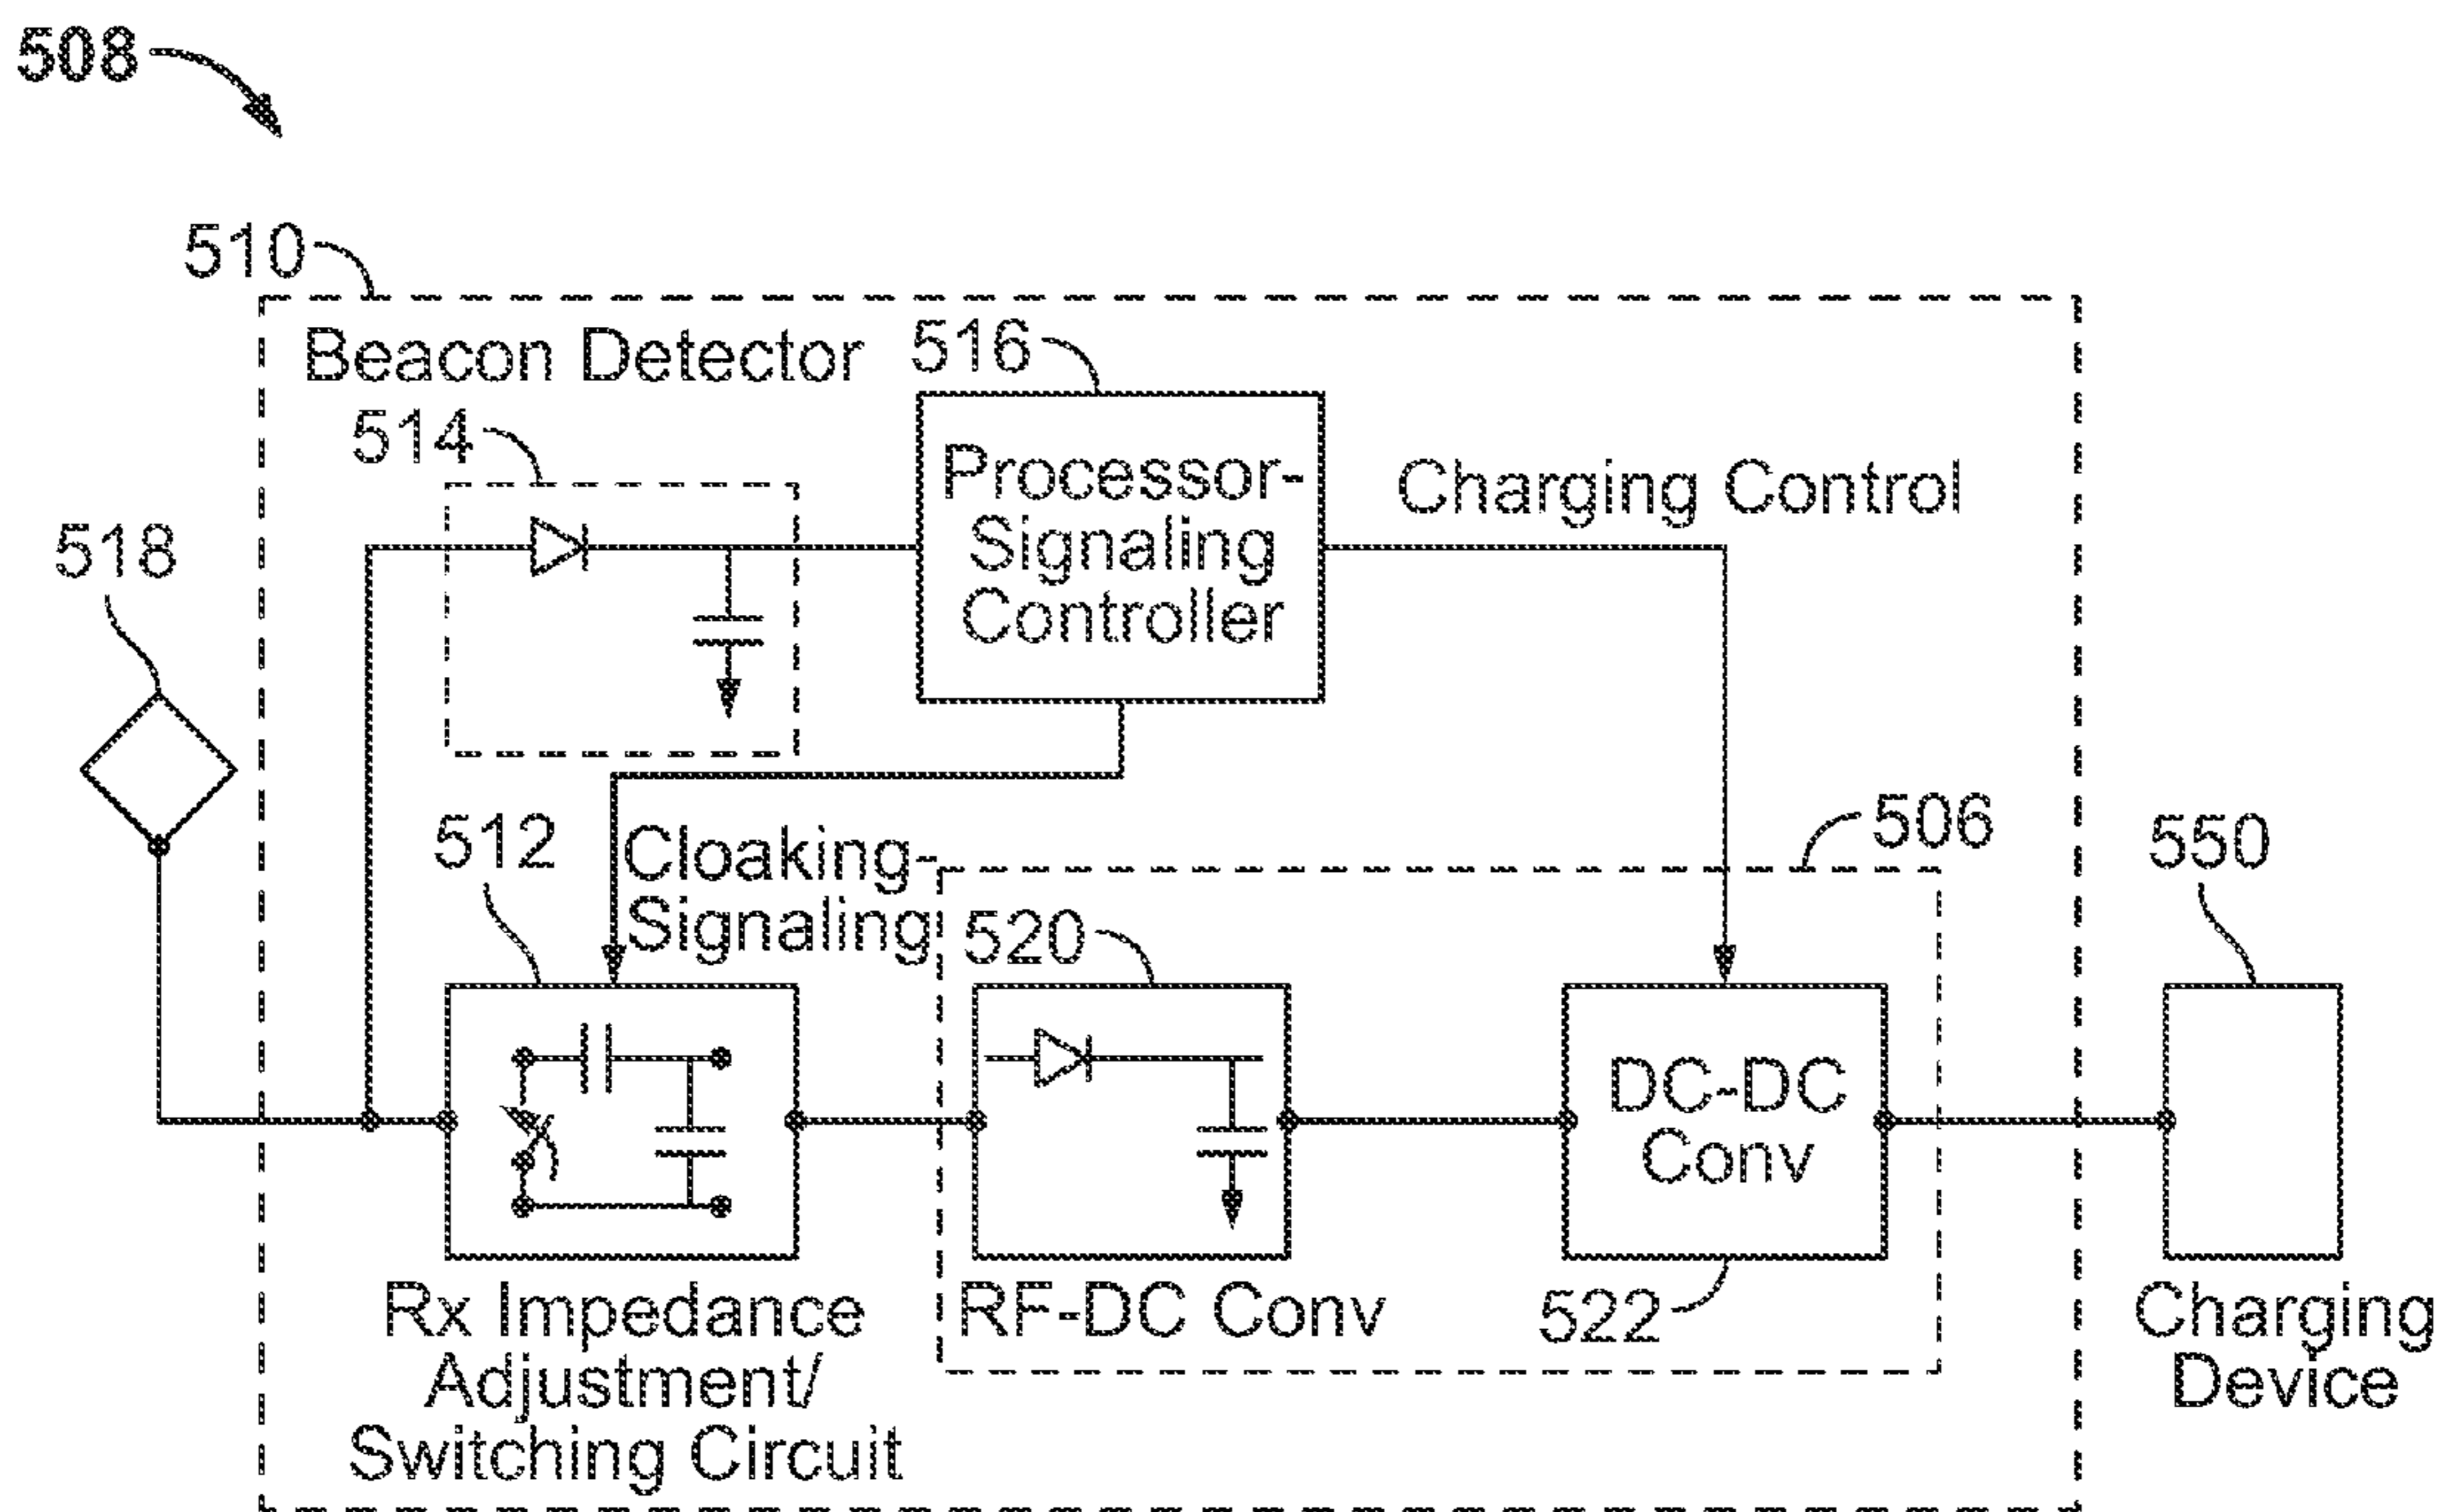 508
510
Beacon Detector
516
514
Processor-
Signaling
Controller
Charging Control
518
512
Cloaking-
Signaling
506
550
520
DC-DC
Conv
Rx Impedance
Adjustment/
Switching Circuit
RF-DC Conv
522
Charging
Device